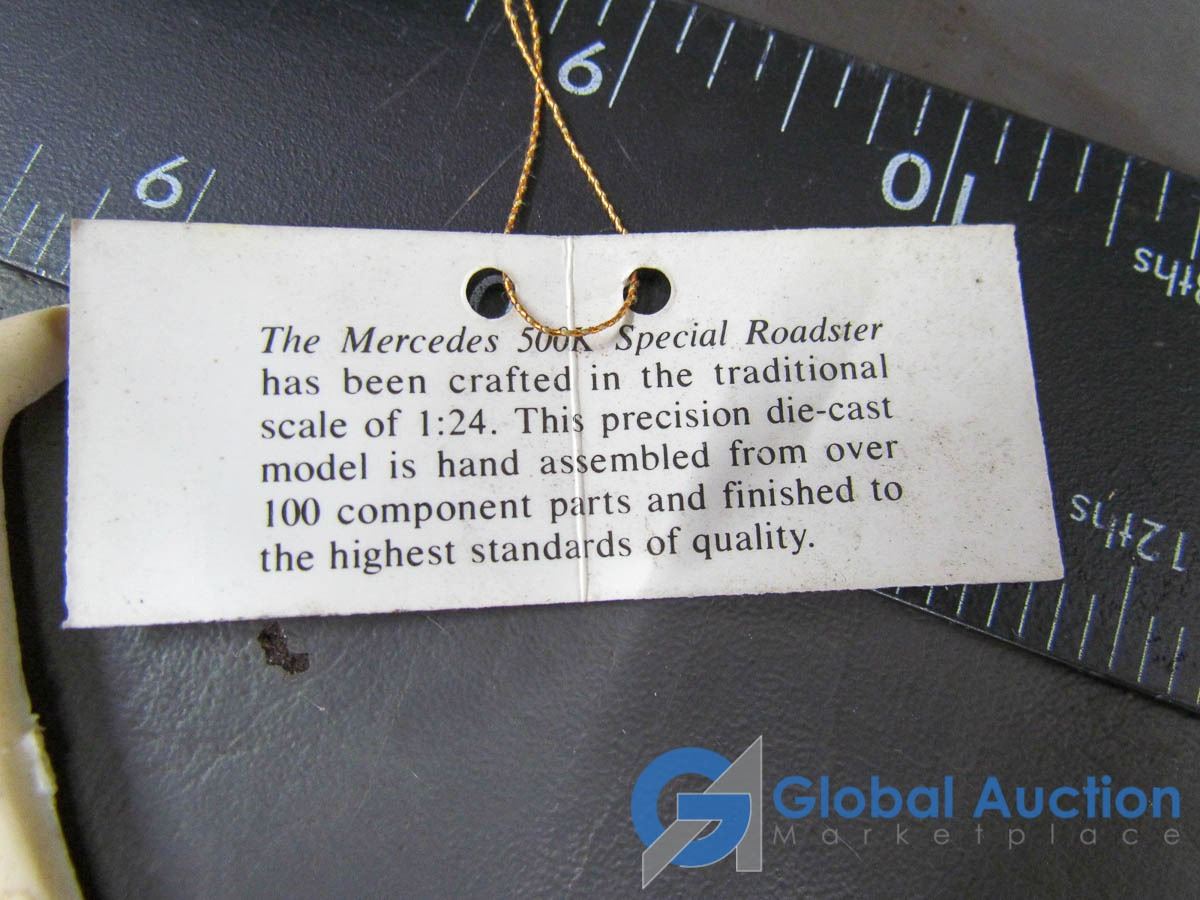 9
6
10
8ths
The Mercedes 500K Special Roadster
has been crafted in the traditional
scale of 1:24. This precision die-cast
model is hand assembled from over
100 component parts and finished to
the highest standards of quality.
12ths
Global Auction
Marketplace